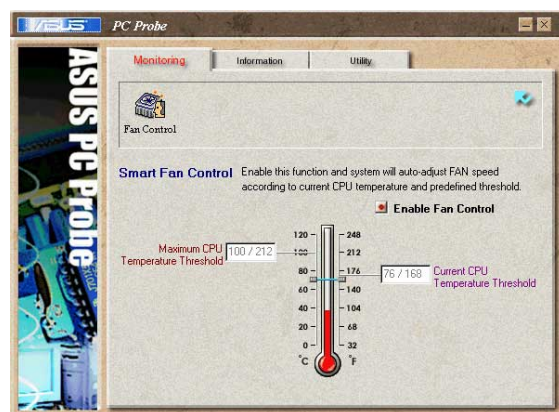 ASUS PC Probe
Monitoring Information Utility
ASUS PC Probe
Fan Control
Smart Fan Control Enable this function and system will auto-adjust FAN speed
according to current CPU temperature and predefined threshold.
Enable Fan Control
Maximum CPU
Temperature Threshold
100 / 212
76 / 168
Current CPU
Temperature Threshold
120 248
100 212
80 176
60 140
40 104
20 68
0 32
°C °F